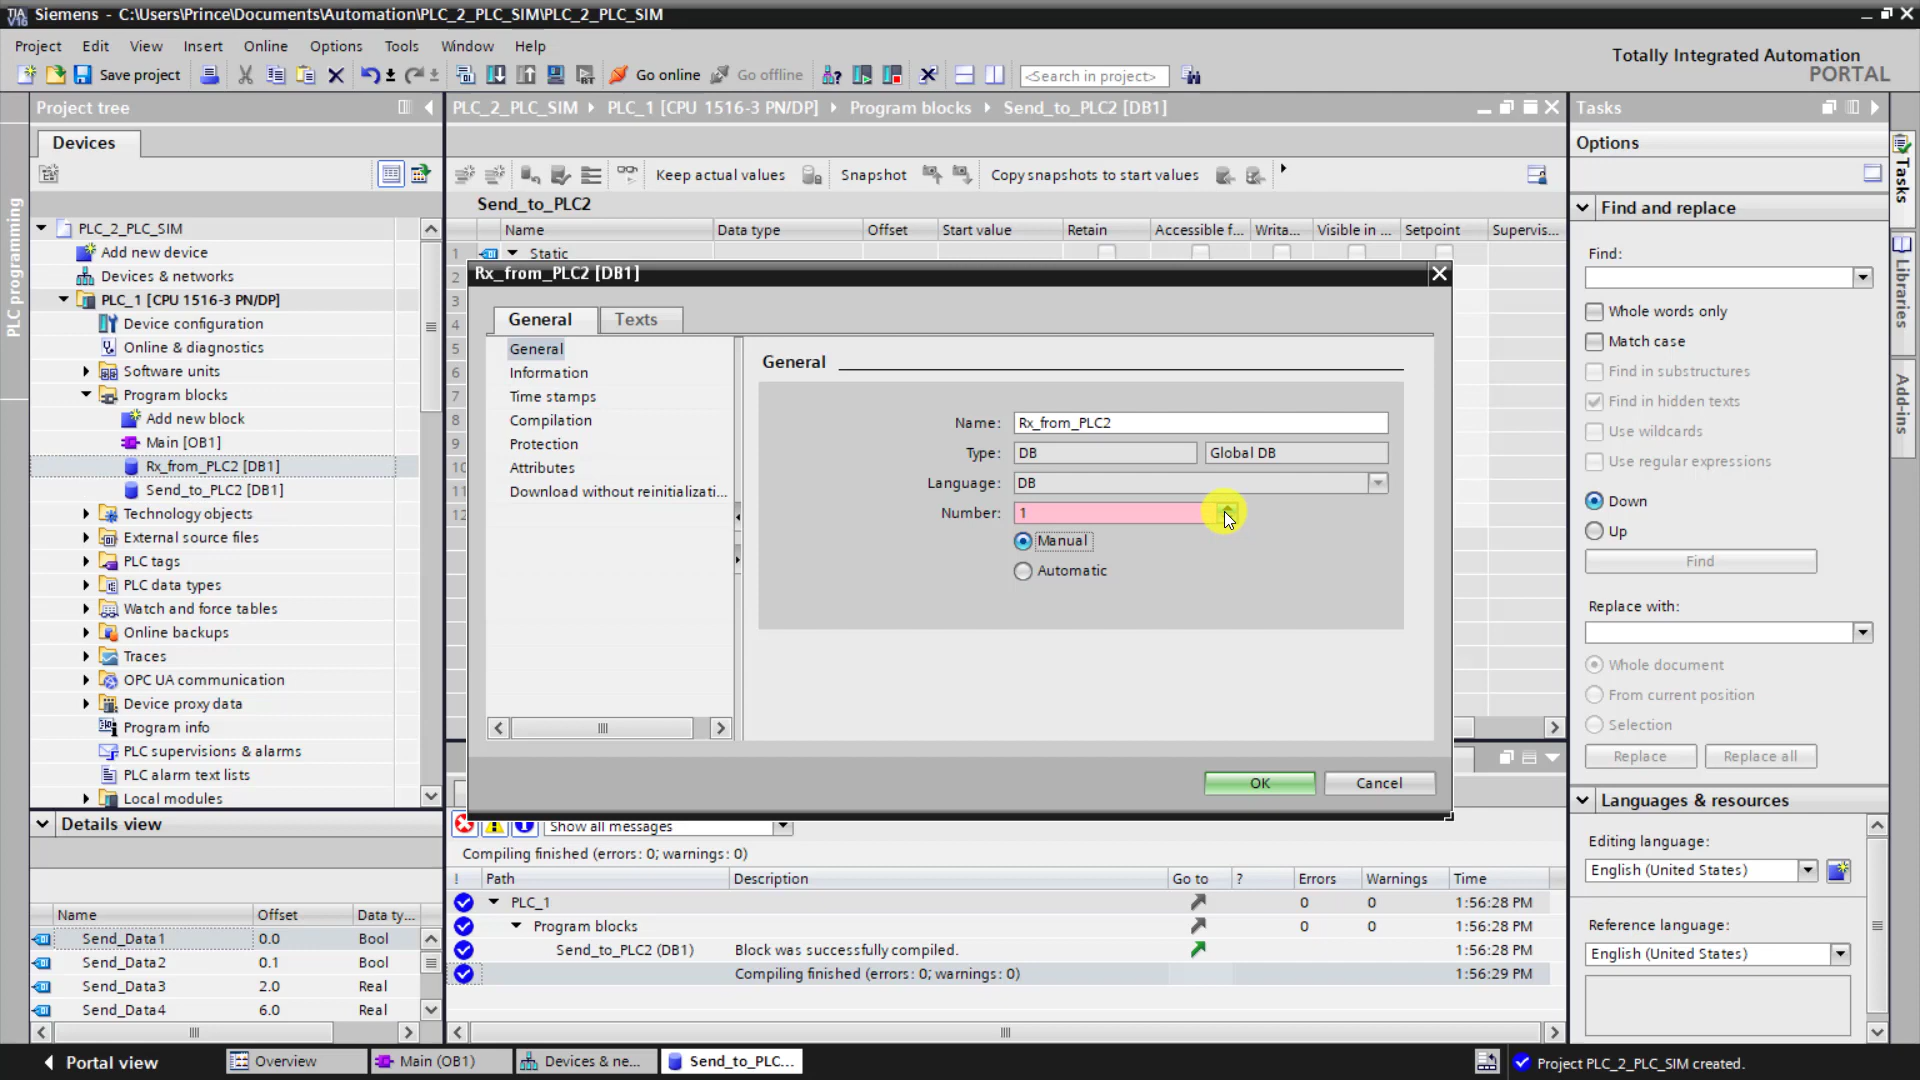 TIA V16 Siemens - C:\Users\Prince\Documents\Automation\PLC_2_PLC_SIM\PLC_2_PLC_SIM
Project Edit View Insert Online Options Tools Window Help
Totally Integrated Automation
PORTAL
Save project
Go online
Go offline
<Search in project>
Project tree
PLC_2_PLC_SIM PLC_1 [CPU 1516-3 PN/DP] Program blocks Send_to_PLC2 [DB1]
Tasks
Devices
Options
Keep actual values Snapshot Copy snapshots to start values
PLC programming
Tasks
Libraries
Add-ins
Send_to_PLC2
Name Data type Offset Start value Retain Accessible f... Writa... Visible in ... Setpoint Supervis...
1 Static
2
3
4
5
6
7
8
9
10
11
12
PLC_2_PLC_SIM
Add new device
Devices & networks
PLC_1 [CPU 1516-3 PN/DP]
Device configuration
Online & diagnostics
Software units
Program blocks
Add new block
Main [OB1]
Rx_from_PLC2 [DB1]
Send_to_PLC2 [DB1]
Technology objects
External source files
PLC tags
PLC data types
Watch and force tables
Online backups
Traces
OPC UA communication
Device proxy data
Program info
PLC supervisions & alarms
PLC alarm text lists
Local modules
Rx_from_PLC2 [DB1]
General Texts
General
Information
Time stamps
Compilation
Protection
Attributes
Download without reinitializati...
General
Name: Rx_from_PLC2
Type: DB Global DB
Language: DB
Number: 1
Manual
Automatic
OK Cancel
Find and replace
Find:
Whole words only
Match case
Find in substructures
Find in hidden texts
Use wildcards
Use regular expressions
Down
Up
Find
Replace with:
Whole document
From current position
Selection
Replace Replace all
Languages & resources
Editing language:
English (United States)
Reference language:
English (United States)
Details view
Name Offset Data ty...
Send_Data1 0.0 Bool
Send_Data2 0.1 Bool
Send_Data3 2.0 Real
Send_Data4 6.0 Real
Show all messages
Compiling finished (errors: 0; warnings: 0)
! Path Description Go to ? Errors Warnings Time
PLC_1 0 0 1:56:28 PM
Program blocks 0 0 1:56:28 PM
Send_to_PLC2 (DB1) Block was successfully compiled. 1:56:28 PM
Compiling finished (errors: 0; warnings: 0) 1:56:29 PM
Portal view
Overview
Main (OB1)
Devices & ne...
Send_to_PLC...
Project PLC_2_PLC_SIM created.